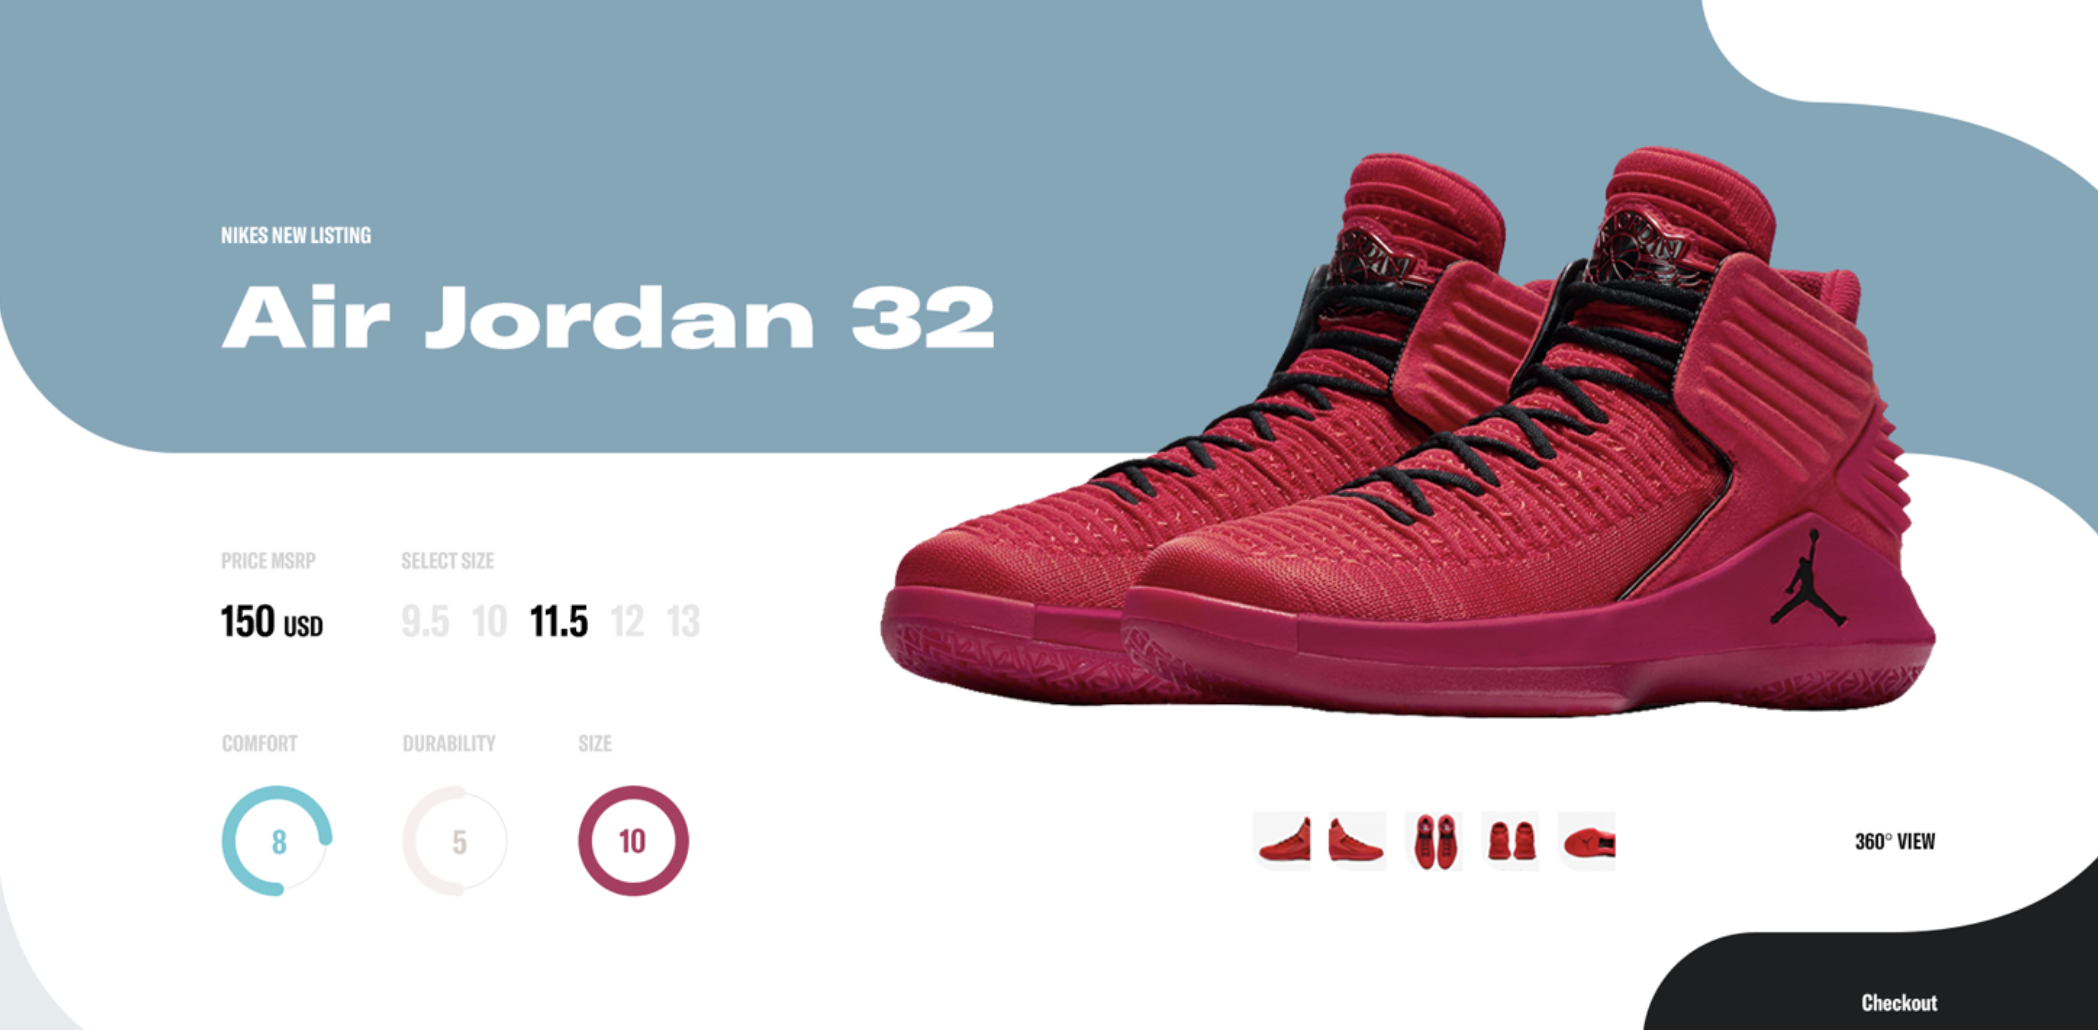 NIKES NEW LISTING
Air Jordan 32
PRICE MSRP
SELECT SIZE
150 USD
9.5 10 11.5 12 13
COMFORT
DURABILITY
SIZE
8
5
10
360° VIEW
Checkout